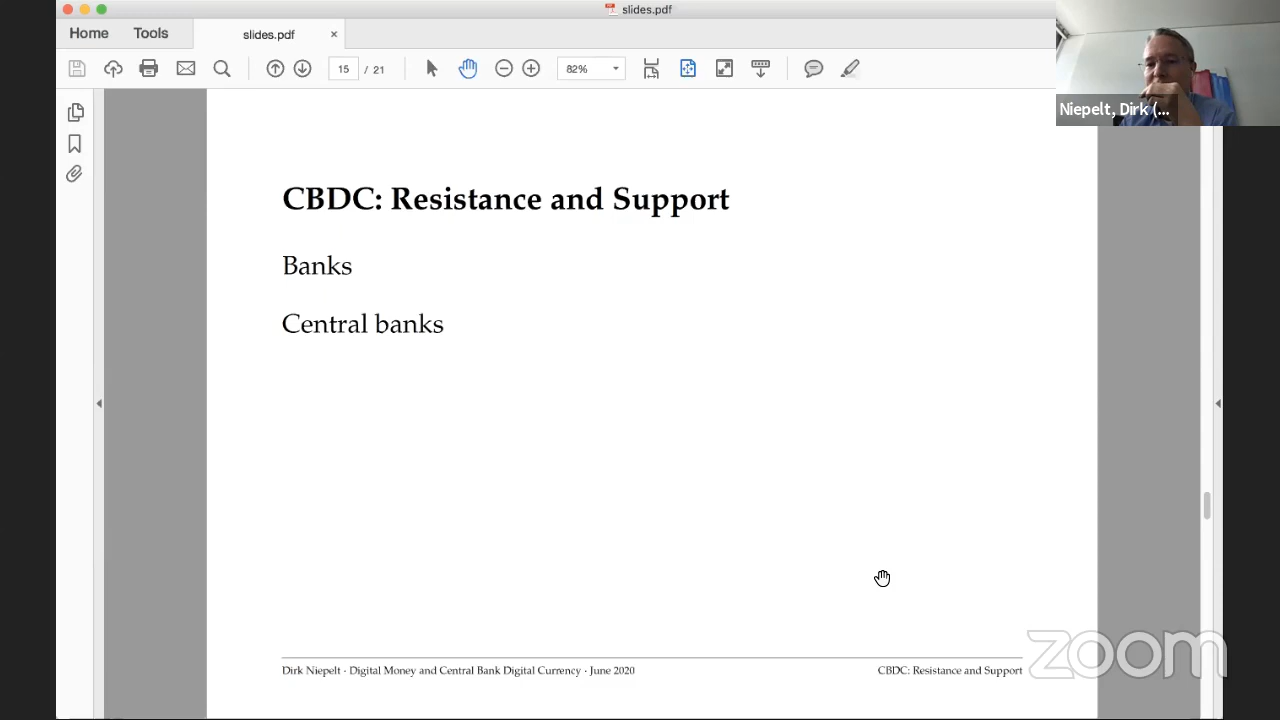 slides.pdf
Home
Tools
slides.pdf
×
15 / 21
82%
Niepelt, Dirk (...
CBDC: Resistance and Support
Banks
Central banks
Dirk Niepelt · Digital Money and Central Bank Digital Currency · June 2020
CBDC: Resistance and Support
zoom